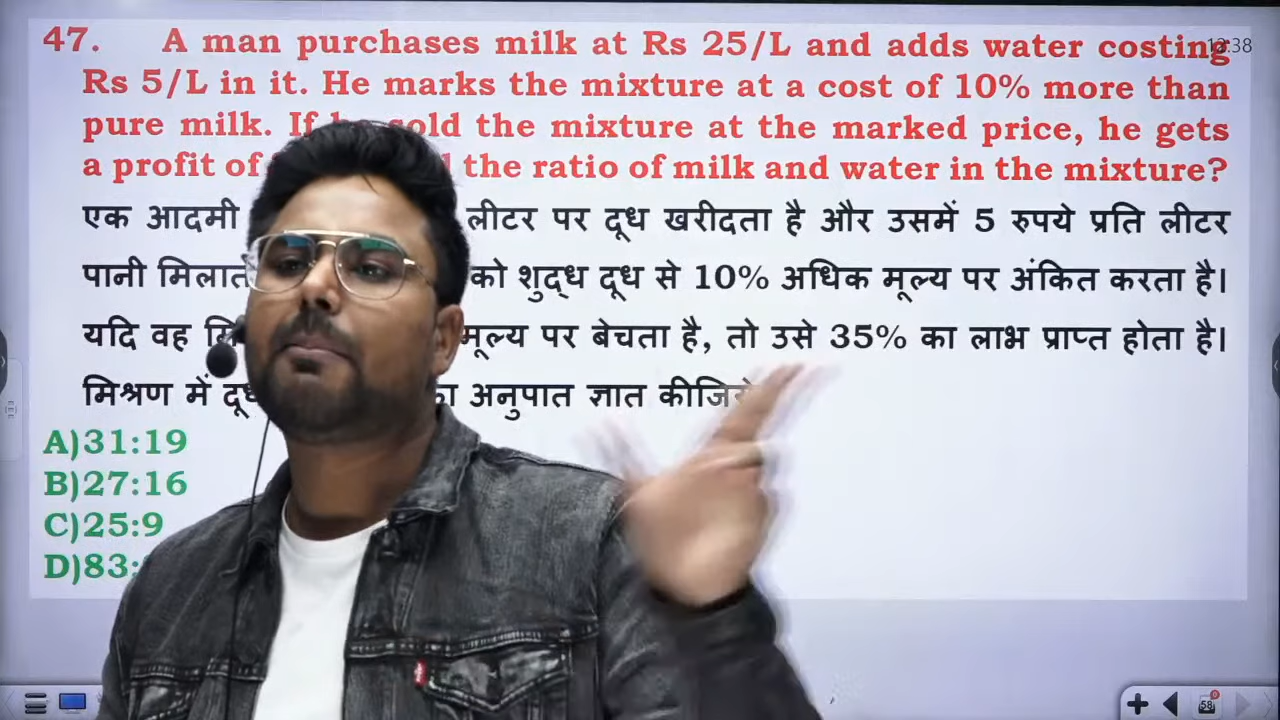 47. A man purchases milk at Rs 25/L and adds water costing
12:38
Rs 5/L in it. He marks the mixture at a cost of 10% more than
pure milk. If sold the mixture at the marked price, he gets
a profit of the ratio of milk and water in the mixture?
एक आदमी लीटर पर दूध खरीदता है और उसमें 5 रुपये प्रति लीटर
पानी को शुद्ध दूध से 10% अधिक मूल्य पर अंकित करता है।
यदि वह मूल्य पर बेचता है, तो उसे 35% का लाभ प्राप्त होता है।
मिश्रण में अनुपात ज्ञात
A)31:19
B)27:16
C)25:9
D)83:
58